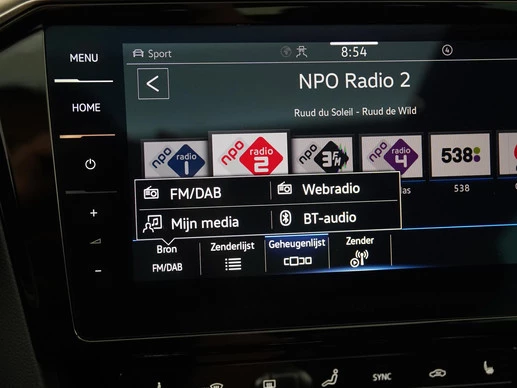 MENU
HOME
Sport
8:54
NPO Radio 2
Ruud du Soleil - Ruud de Wild
npo radio 1
npo radio 2
npo 3FM
npo radio 4
538
538
FM/DAB
Webradio
Mijn media
BT-audio
Bron
FM/DAB
Zenderlijst
Geheugenlijst
Zender
SYNC